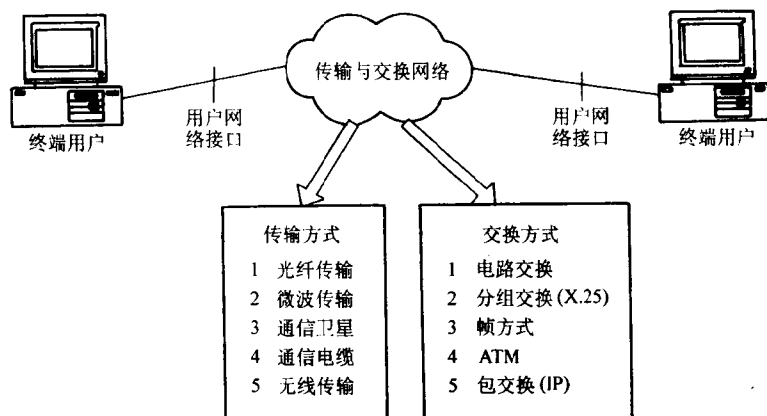 传输与交换网络
用户网
络接口
用户网
络接口
终端用户
终端用户
传输方式
1 光纤传输
2 微波传输
3 通信卫星
4 通信电缆
5 无线传输
交换方式
1 电路交换
2 分组交换(X.25)
3 帧方式
4 ATM
5 包交换(IP)